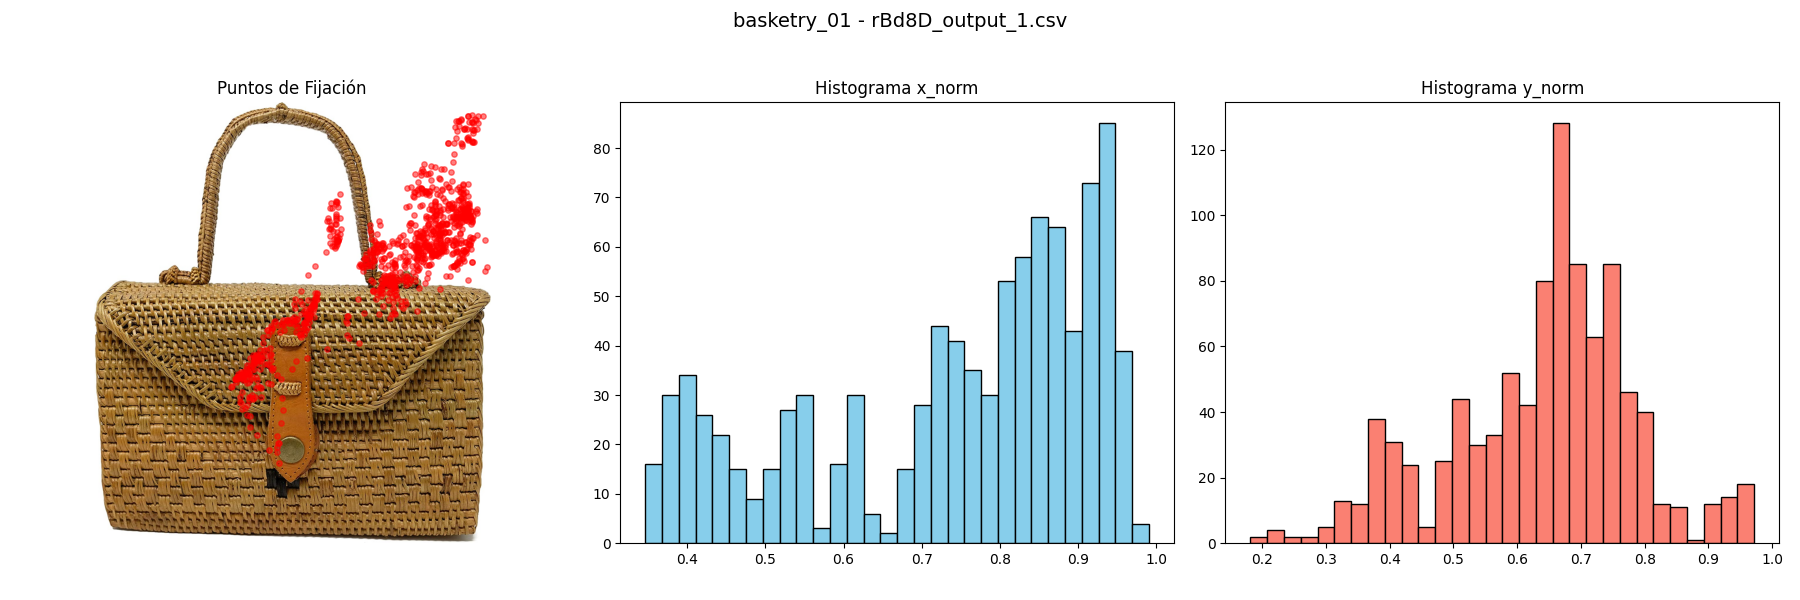 basketry_01 - rBd8D_output_1.csv
Puntos de Fijación
Histograma x_norm
80
70
60
50
40
30
20
10
0
0.4 0.5 0.6 0.7 0.8 0.9 1.0
Histograma y_norm
120
100
80
60
40
20
0
0.2 0.3 0.4 0.5 0.6 0.7 0.8 0.9 1.0